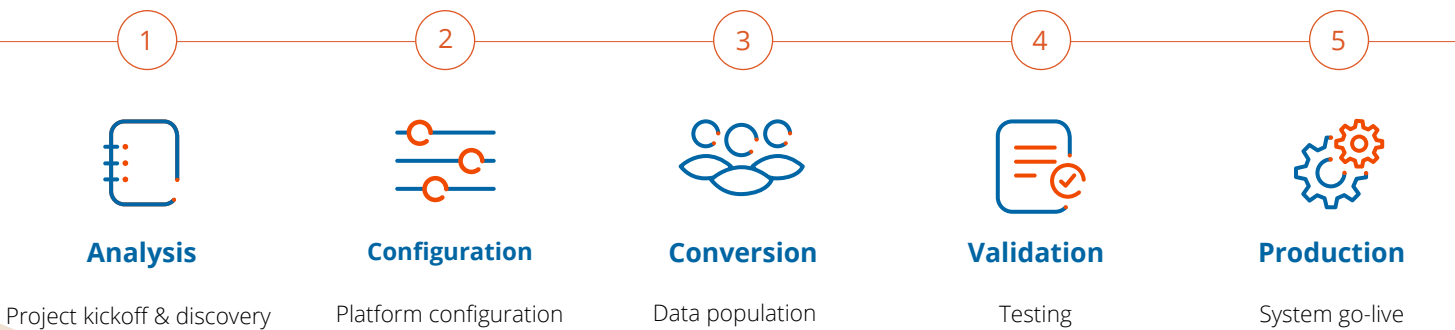 1 2 3 4 5
Analysis Configuration Conversion Validation Production
Project kickoff & discovery Platform configuration Data population Testing System go-live